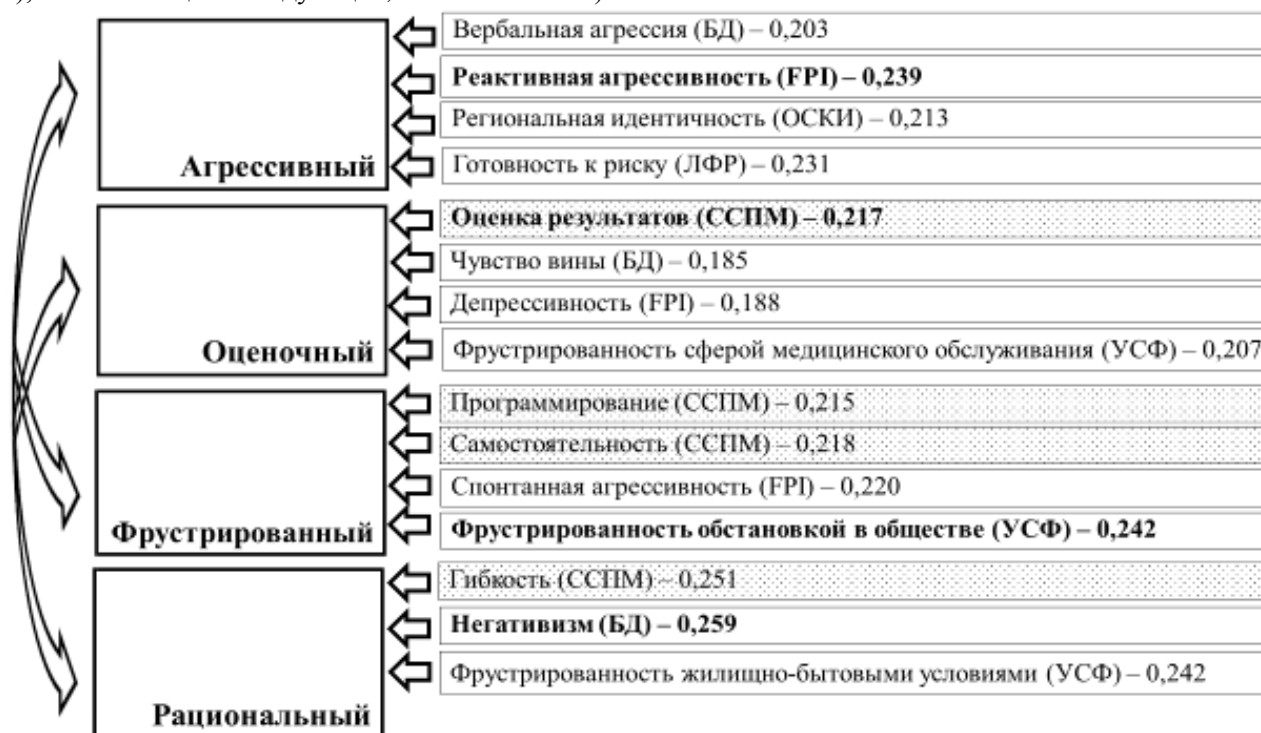 Вербальная агрессия (БД) – 0,203
Реактивная агрессивность (FPI) – 0,239
Региональная идентичность (ОСКИ) – 0,213
Готовность к риску (ЛФР) – 0,231
Агрессивный
Оценка результатов (ССПМ) – 0,217
Чувство вины (БД) – 0,185
Депрессивность (FPI) – 0,188
Фрустрированность сферой медицинского обслуживания (УСФ) – 0,207
Оценочный
Программирование (ССПМ) – 0,215
Самостоятельность (ССПМ) – 0,218
Спонтанная агрессивность (FPI) – 0,220
Фрустрированность обстановкой в обществе (УСФ) – 0,242
Фрустрированный
Гибкость (ССПМ) – 0,251
Негативизм (БД) – 0,259
Фрустрированность жилищно-бытовыми условиями (УСФ) – 0,242
Рациональный